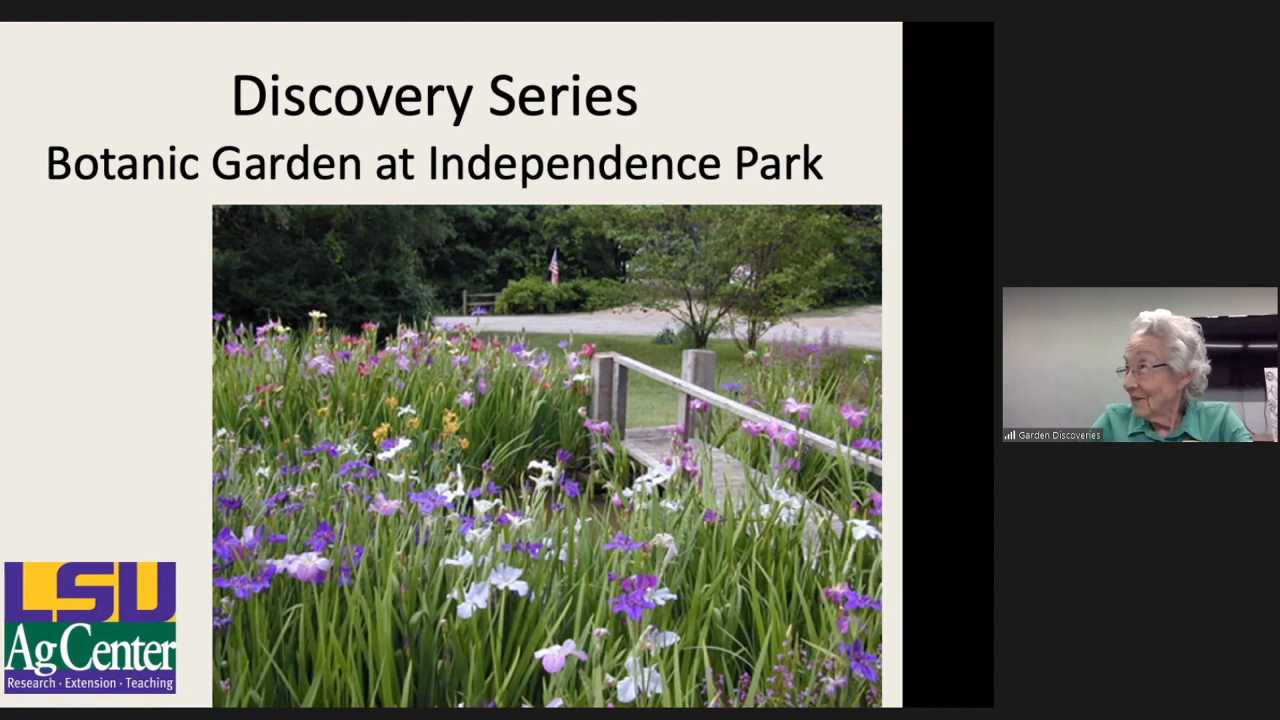 Discovery Series
Botanic Garden at Independence Park
LSU
AgCenter
Research · Extension · Teaching
Garden Discoveries